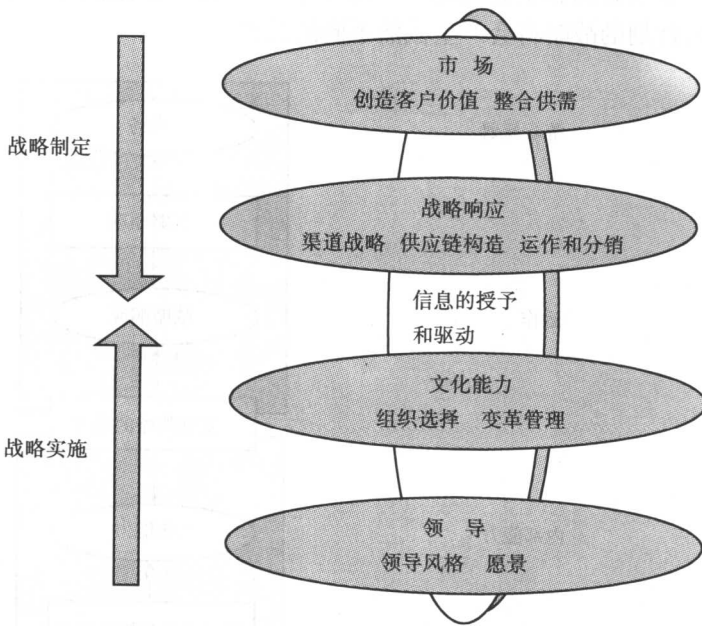 市 场
创造客户价值 整合供需
战略制定
战略响应
渠道战略 供应链构造 运作和分销
信息的授予
和驱动
文化能力
组织选择 变革管理
战略实施
领 导
领导风格 愿景